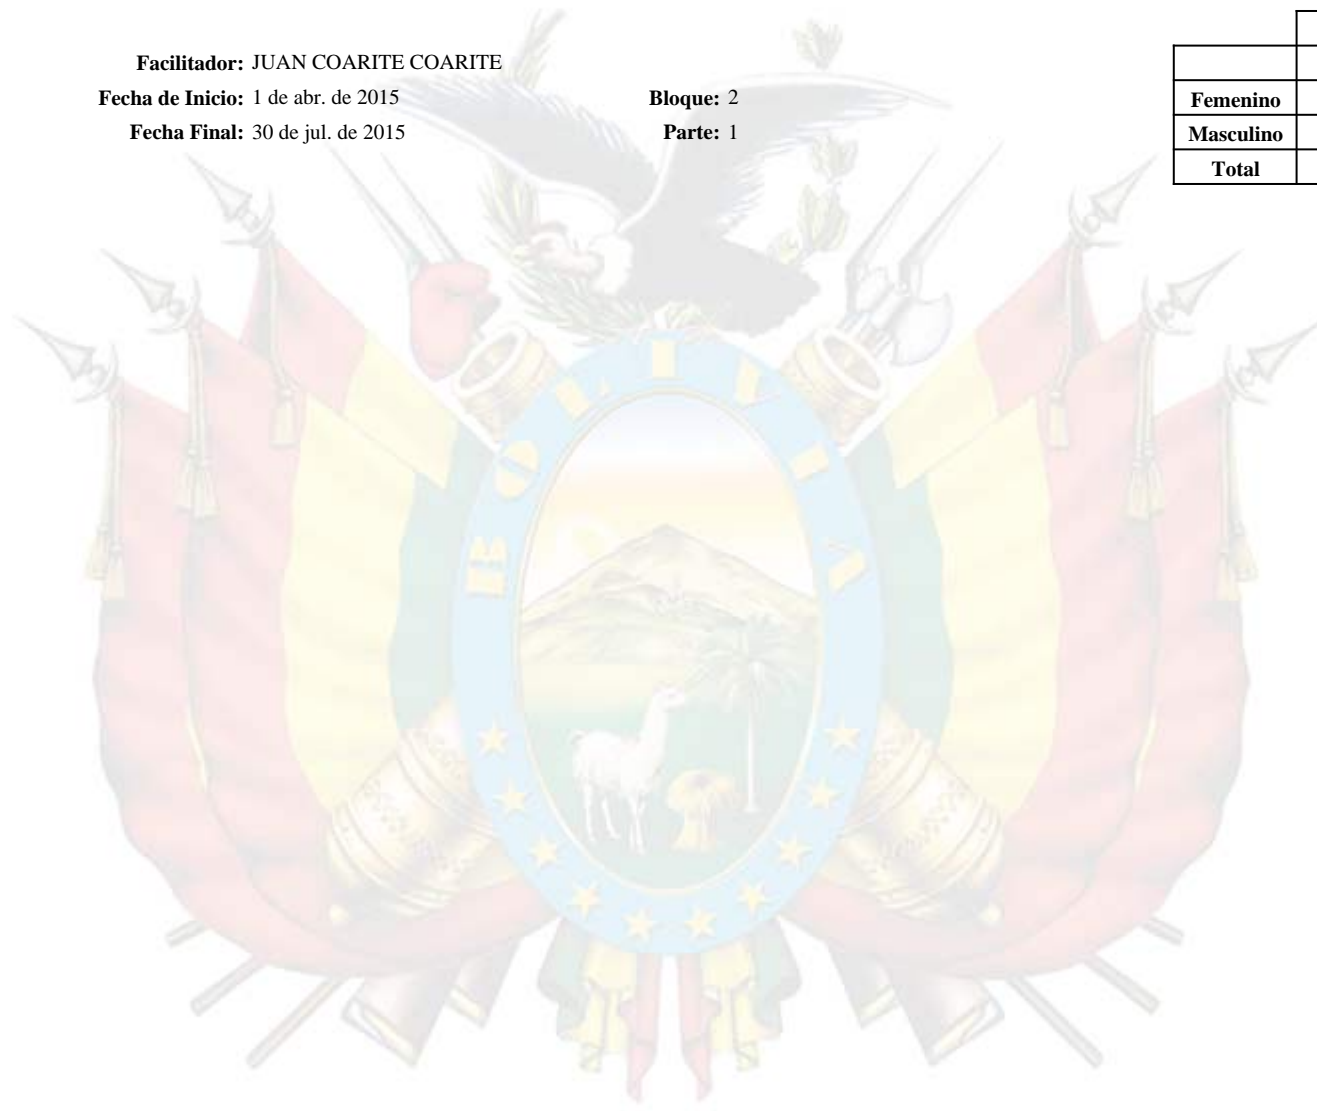 Facilitador: JUAN COARITE COARITE
Fecha de Inicio: 1 de abr. de 2015 Bloque: 2
Femenino
Fecha Final: 30 de jul. de 2015 Parte: 1
Masculino
Total
BOLIVIA